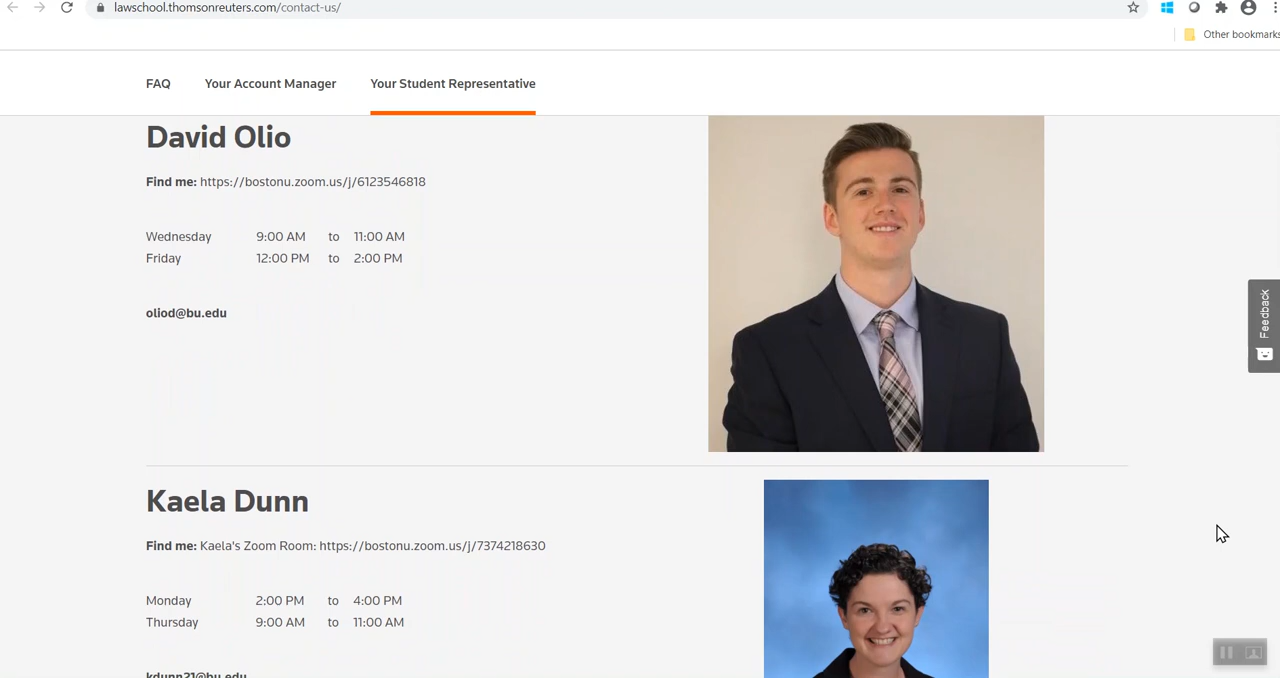 lawschool.thomsonreuters.com/contact-us/
Other bookmarks
FAQ Your Account Manager Your Student Representative
David Olio
Find me: https://bostonu.zoom.us/j/6123546818
Wednesday 9:00 AM to 11:00 AM
Friday 12:00 PM to 2:00 PM
oliod@bu.edu
Feedback
Kaela Dunn
Find me: Kaela's Zoom Room: https://bostonu.zoom.us/j/7374218630
Monday 2:00 PM to 4:00 PM
Thursday 9:00 AM to 11:00 AM
kdunn21@bu.edu